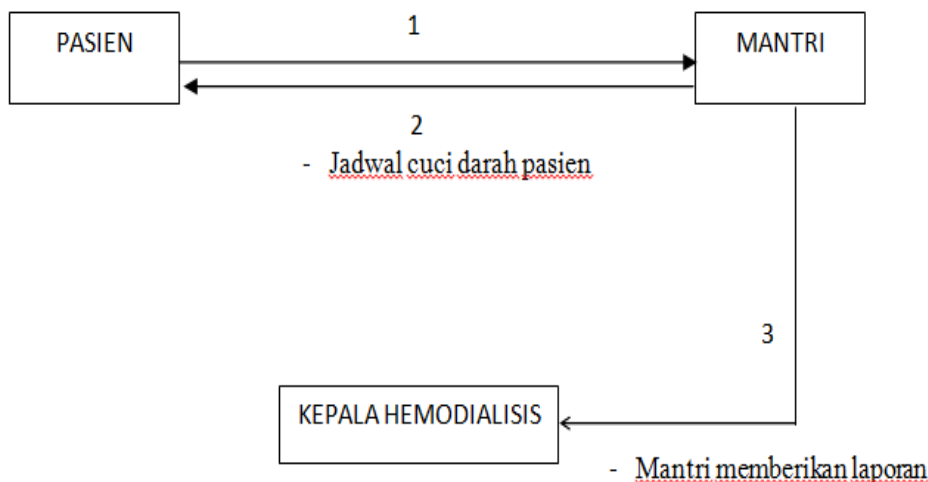 PASIEN
1
MANTRI
2
- Jadwal cuci darah pasien
3
KEPALA HEMODIALISIS
- Mantri memberikan laporan